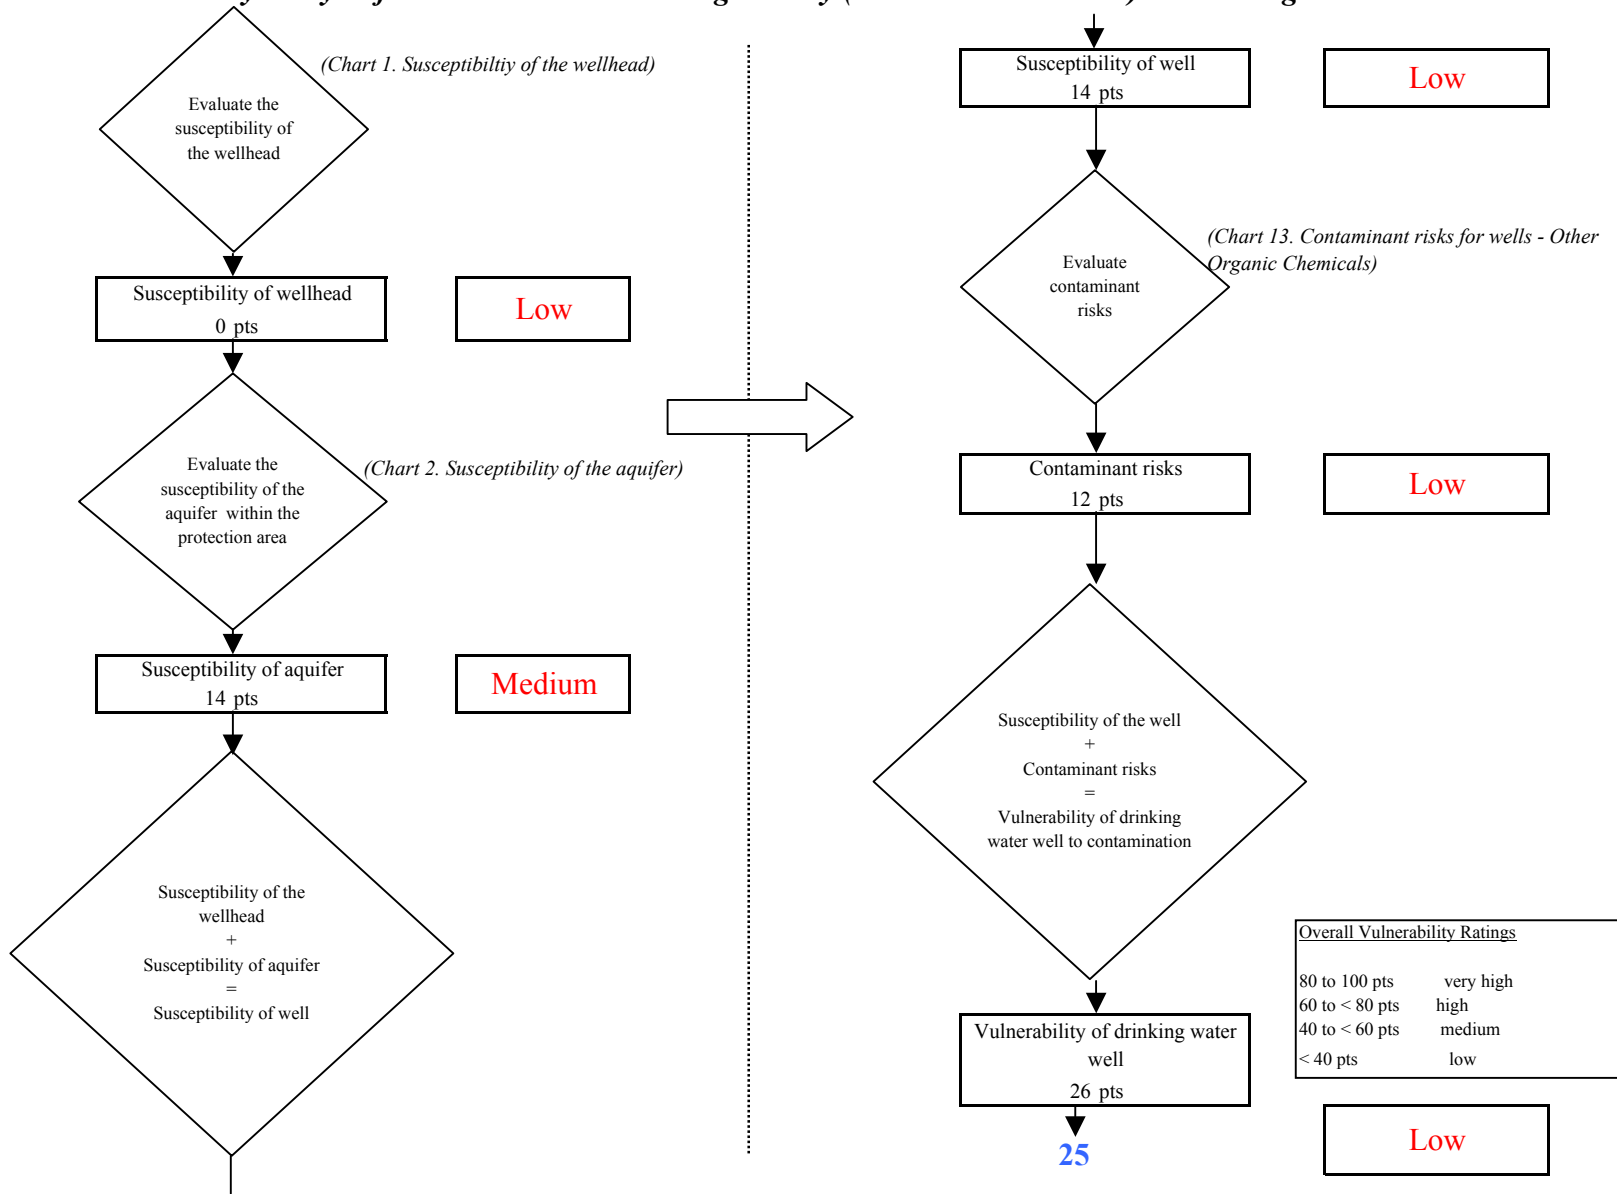 (Chart 1. Susceptibiltiy of the wellhead)
Evaluate the
susceptibility of
the wellhead
Susceptibility of wellhead
0 pts
Low
Evaluate the
susceptibility of the
aquifer within the
protection area
(Chart 2. Susceptibility of the aquifer)
Susceptibility of aquifer
14 pts
Medium
Susceptibility of the
wellhead
+
Susceptibility of aquifer
=
Susceptibility of well
Susceptibility of well
14 pts
Low
Evaluate
contaminant
risks
(Chart 13. Contaminant risks for wells - Other
Organic Chemicals)
Contaminant risks
12 pts
Low
Susceptibility of the well
+
Contaminant risks
=
Vulnerability of drinking
water well to contamination
Overall Vulnerability Ratings
80 to 100 pts very high
60 to < 80 pts high
40 to < 60 pts medium
< 40 pts low
Vulnerability of drinking water
well
26 pts
25
Low